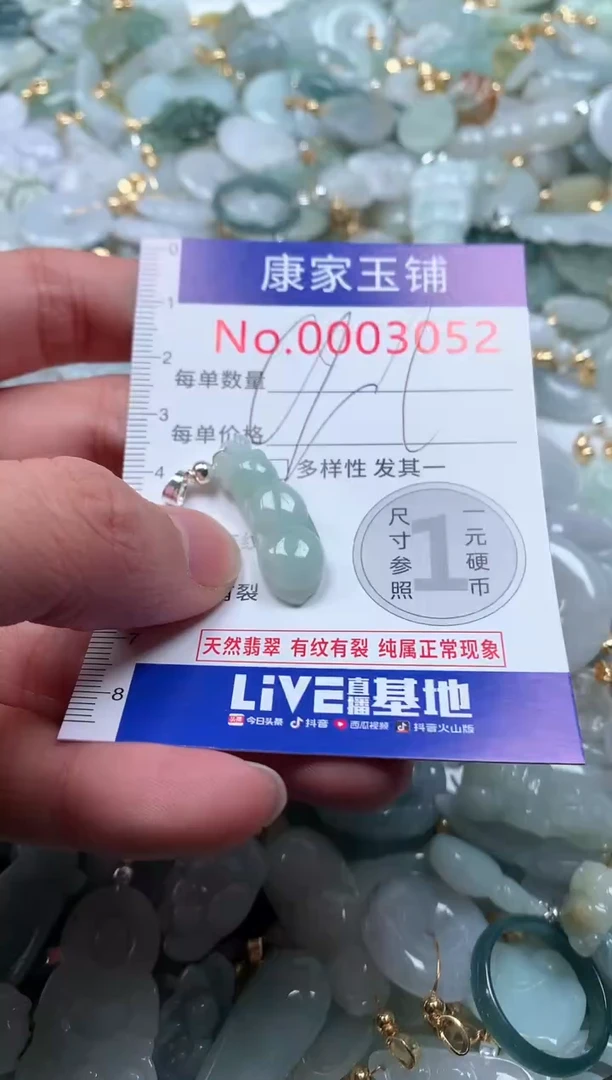 康家玉铺
No.0003052
每单数量
每单价格
多样性 发其一
有裂
尺寸参照
1
一元硬币
天然翡翠 有纹有裂 纯属正常现象
LiVE直播基地
头条 今日头条 抖音 西瓜视频 抖音火山版
0
1
2
3
4
7
8